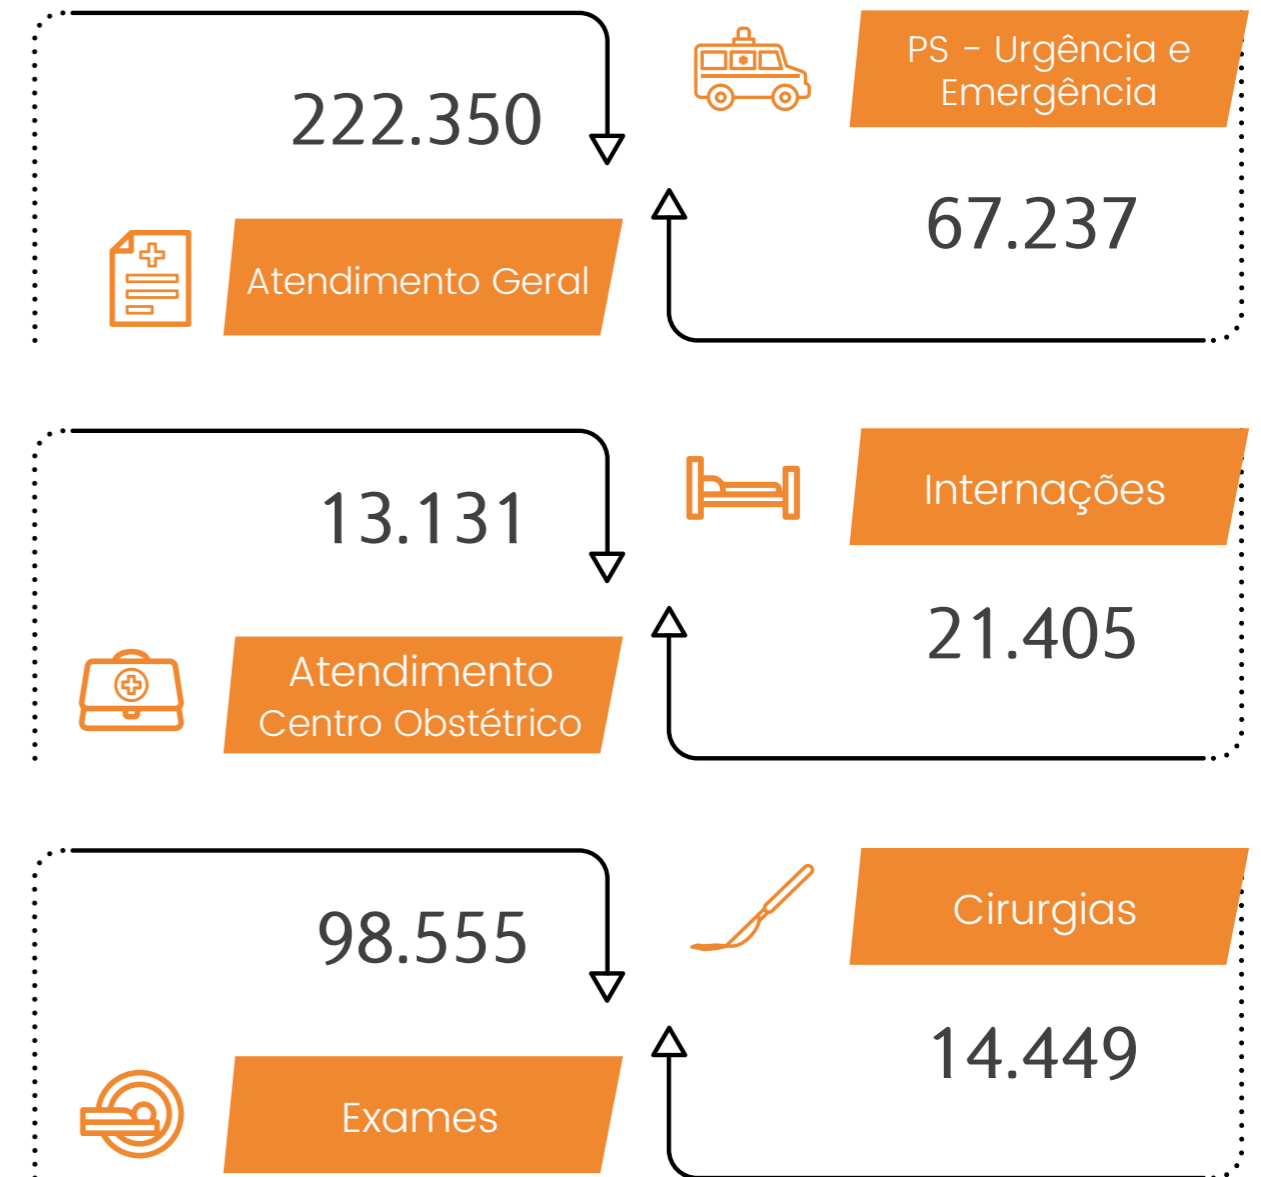 222.350
Atendimento Geral
PS - Urgência e
Emergência
67.237
13.131
Atendimento
Centro Obstétrico
Internações
21.405
98.555
Exames
Cirurgias
14.449